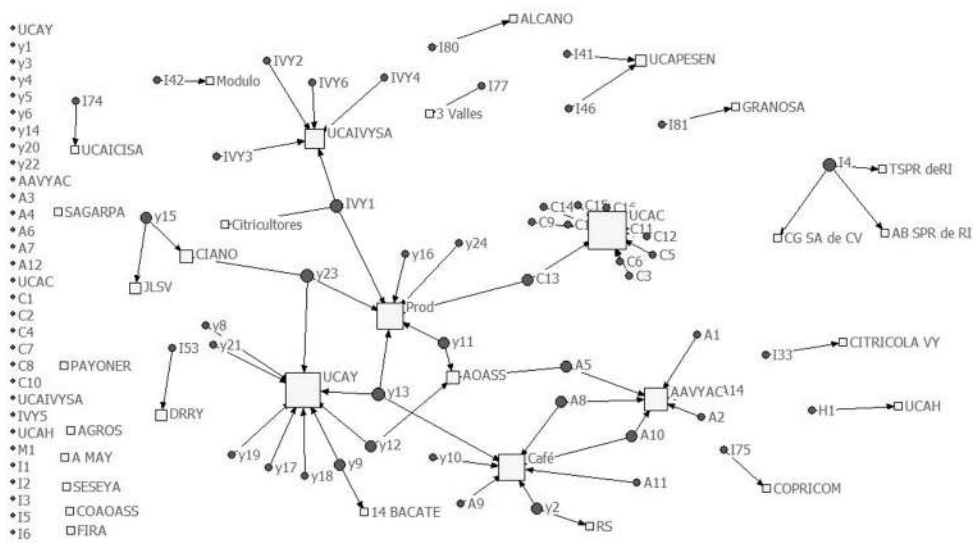 UCAY
y1
y3
y4
y5
y6
y14
y20
y22
AAVYAC
A3
A4
A6
A7
A12
UCAC
C1
C2
C4
C7
C8
C10
UCAIVYSA
IVY5
UCAH
M1
I1
I2
I3
I5
I6
SAGARPA
PAYONER
AGROS
A MAY
SESEYA
COAOASS
FIRA
I74
UCAICISA
I42 Modulo
IVY2
IVY6
IVY4
UCAIVYSA
IVY3
IVY1
Citricultores
ALCANO
I80
I77
3 Valles
I41
UCAPESEN
I46
GRANOSA
I81
I4
TSPR deRI
CG SA de CV
AB SPR de RI
y15
CIANO
JLSV
y23
y16
y24
Prod
C14
C15
C9
UCAC
C11
C12
C5
C6
C3
C13
y8
y21
I53
DRRY
UCAY
y13
y11
AOASS
y12
y19
y17
y18
y9
14 BACATE
A5
A1
AAVYAC
A14
A8
A2
A10
Café
y10
A9
A11
y2
RS
I33
CITRICOLA VY
H1
UCAH
I75
COPRICOM